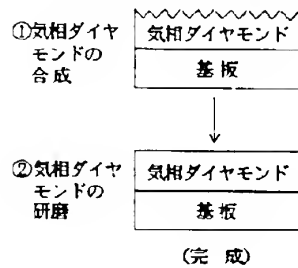 ①気相ダイヤ
モンドの
合成
気相ダイヤモンド
基板
②気相ダイヤ
モンドの
研磨
気相ダイヤモンド
基板
(完 成)